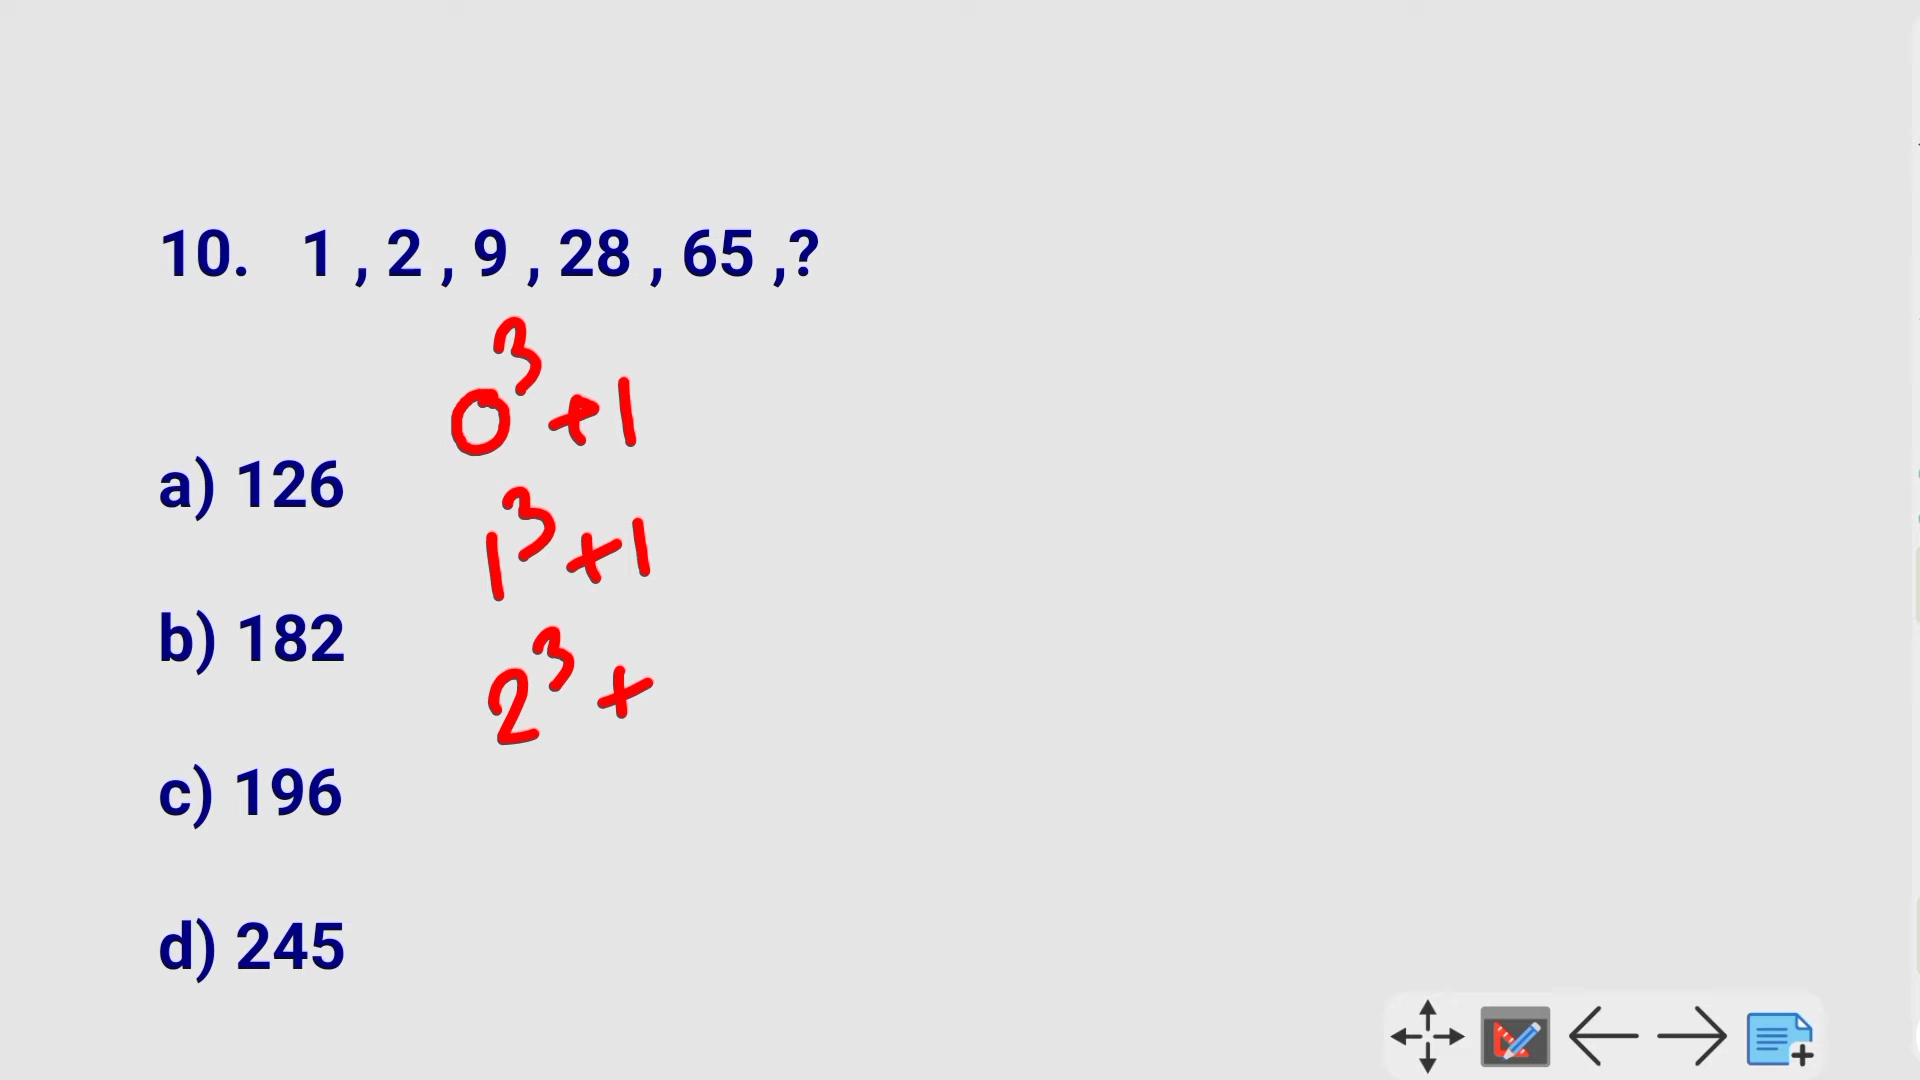 10. 1 , 2 , 9 , 28 , 65 ,?
0³+1
a) 126
1³+1
b) 182
2³+
c) 196
d) 245